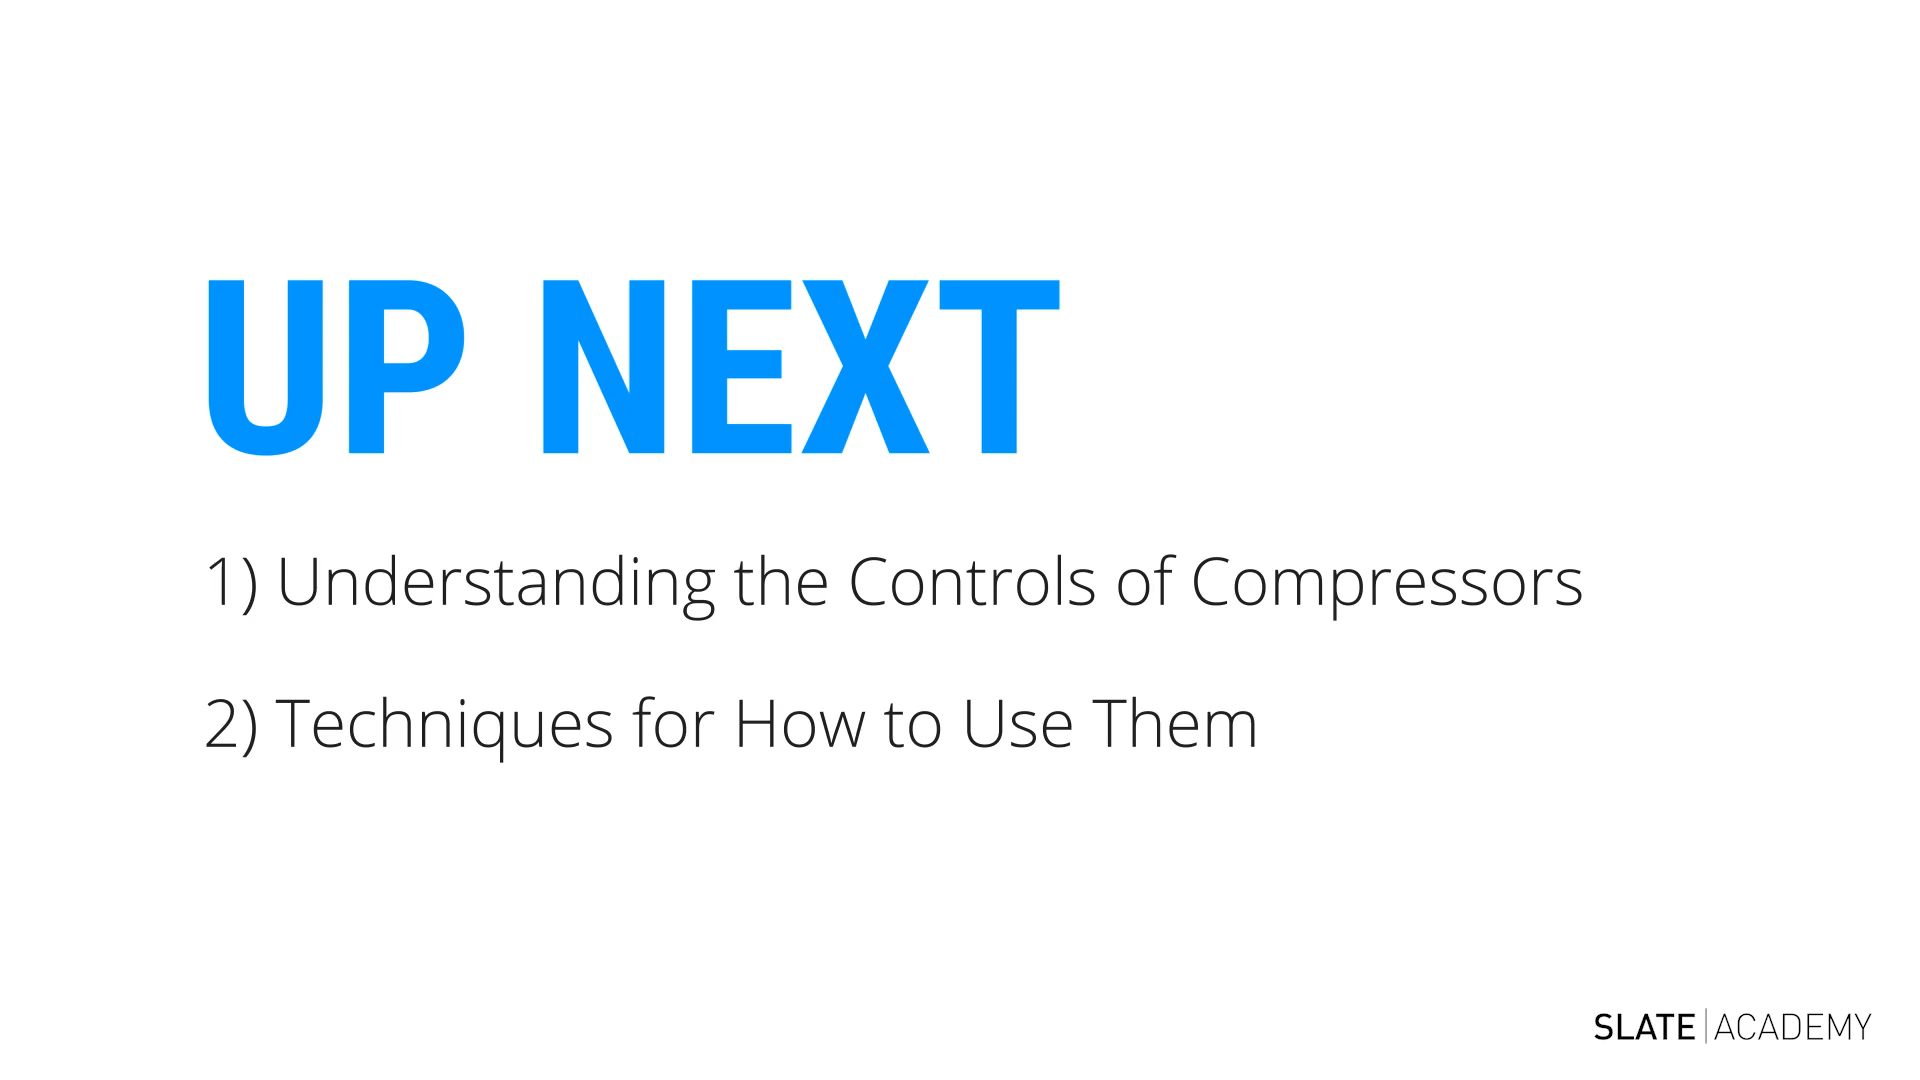 UP NEXT
1) Understanding the Controls of Compressors
2) Techniques for How to Use Them
SLATE | ACADEMY